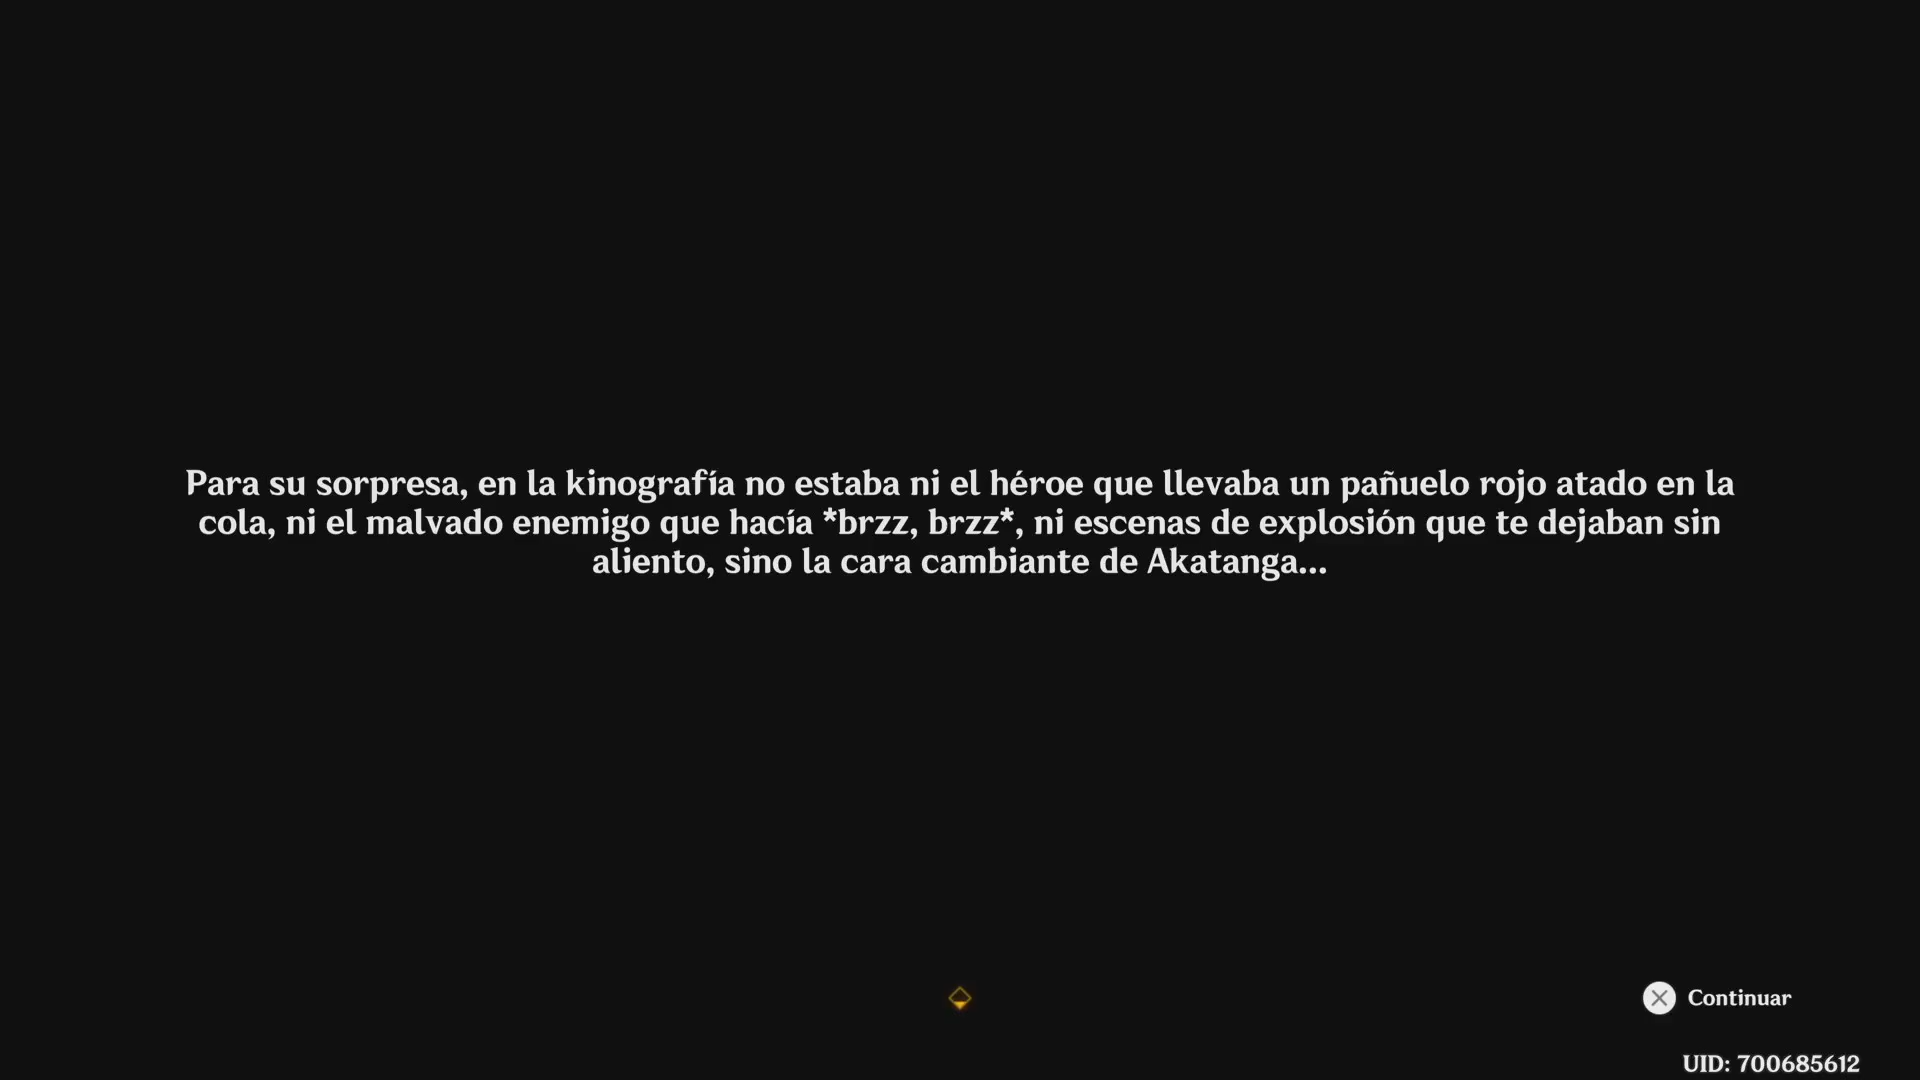 Para su sorpresa, en la kinografía no estaba ni el héroe que llevaba un pañuelo rojo atado en la
cola, ni el malvado enemigo que hacía *brzz, brzz*, ni escenas de explosión que te dejaban sin
aliento, sino la cara cambiante de Akatanga...
Continuar
UID: 700685612